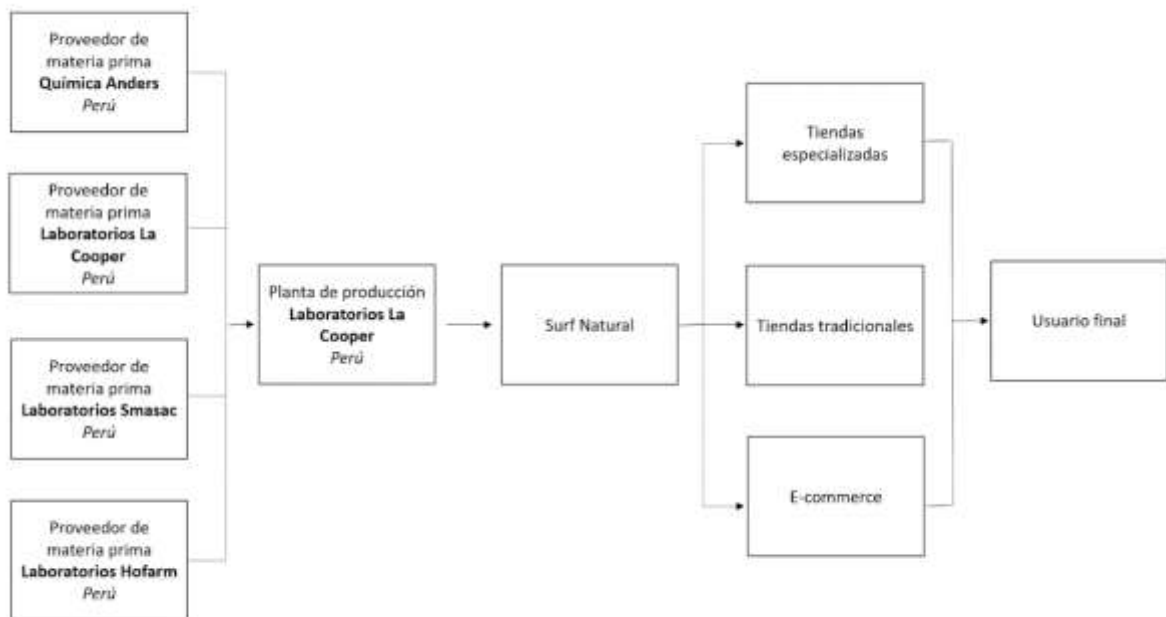 Proveedor de
materia prima
Química Anders
Perú
Proveedor de
materia prima
Laboratorios La
Cooper
Perú
Proveedor de
materia prima
Laboratorios Smasac
Perú
Proveedor de
materia prima
Laboratorios Hofarm
Perú
Planta de producción
Laboratorios La
Cooper
Perú
Surf Natural
Tiendas
especializadas
Tiendas tradicionales
E-commerce
Usuario final